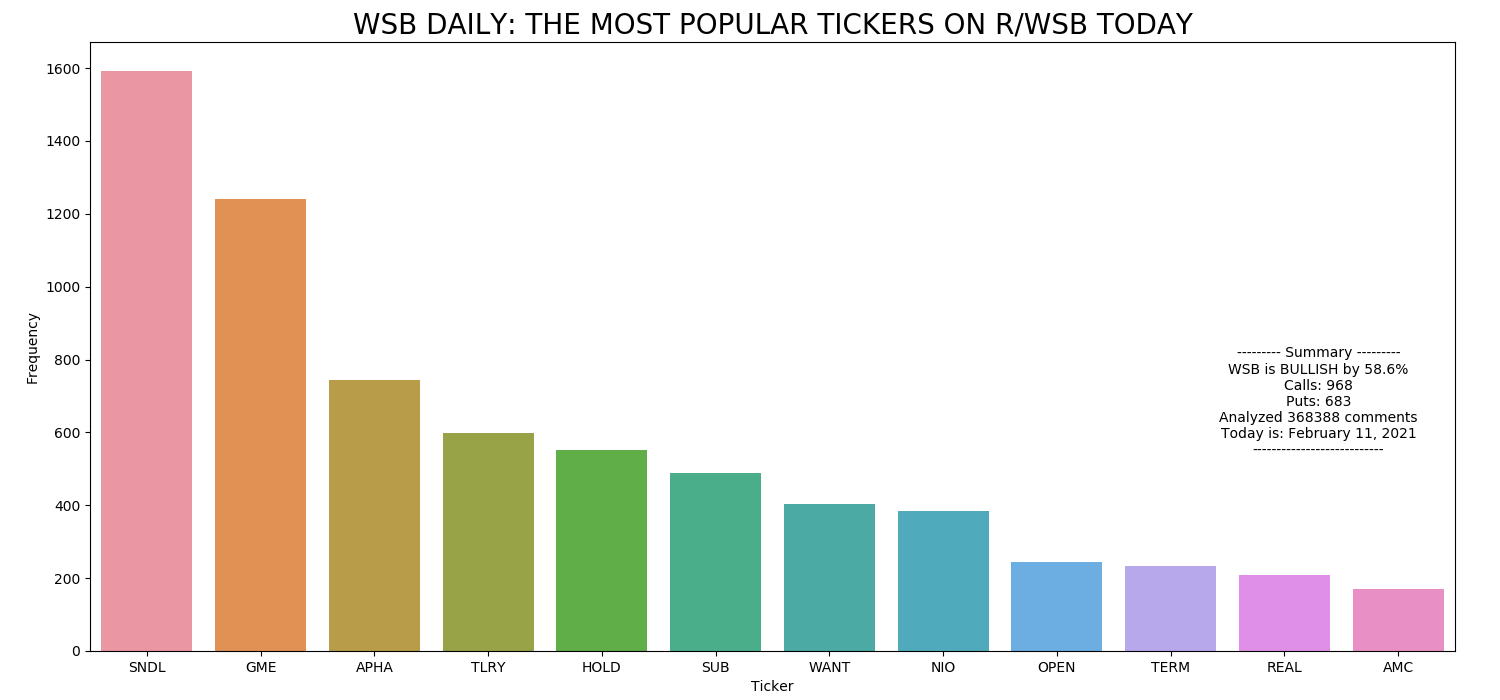 WSB DAILY: THE MOST POPULAR TICKERS ON R/WSB TODAY
1600
1400
1200
1000
800
600
400
200
0
Frequency
--------- Summary ---------
WSB is BULLISH by 58.6%
Calls: 968
Puts: 683
Analyzed 368388 comments
Today is: February 11, 2021
---------------------------
SNDL GME APHA TLRY HOLD SUB WANT NIO OPEN TERM REAL AMC
Ticker